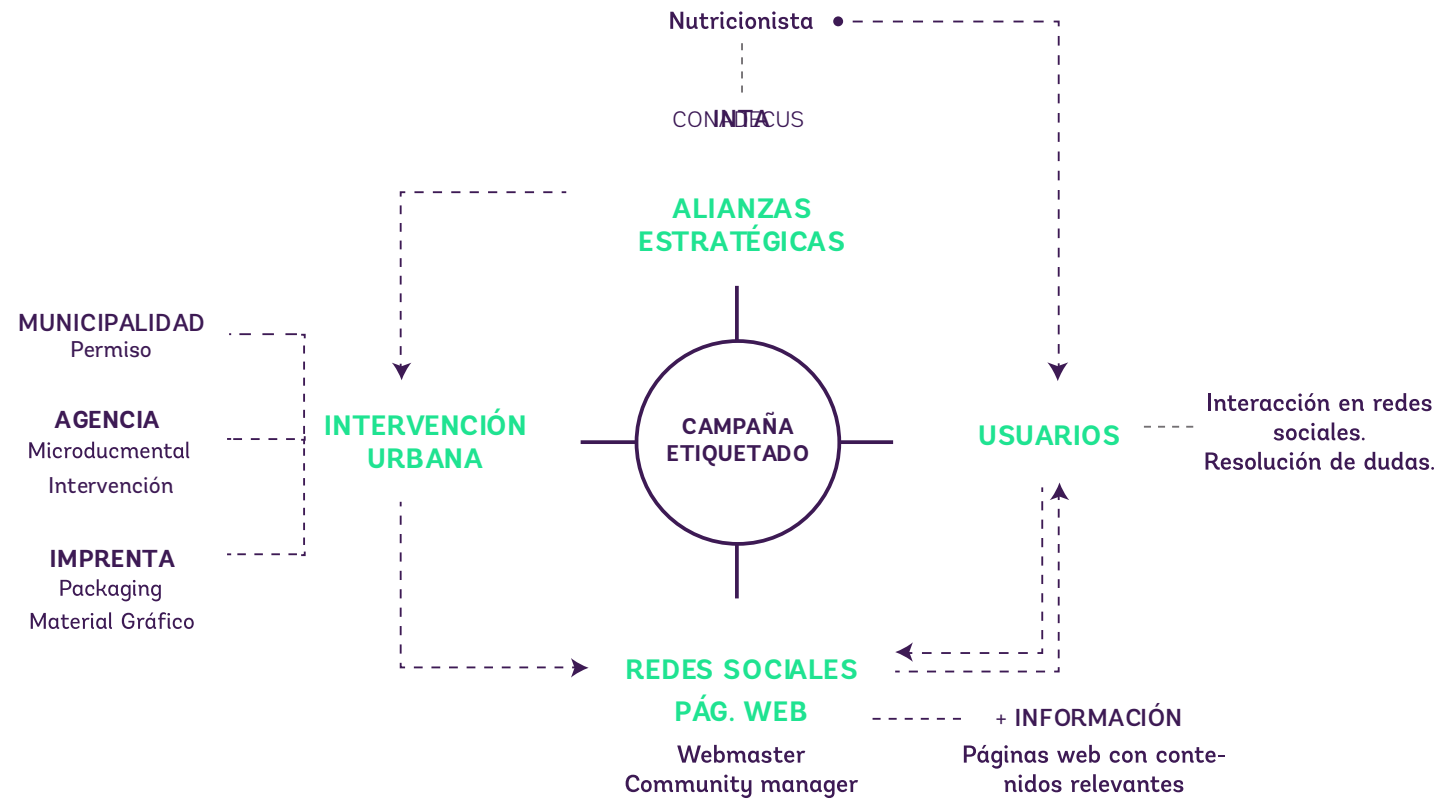 Nutricionista
INTA
CONADECUS
ALIANZAS
ESTRATÉGICAS
MUNICIPALIDAD
Permiso
AGENCIA
Microducmental
Intervención
IMPRENTA
Packaging
Material Gráfico
INTERVENCIÓN
URBANA
CAMPAÑA
ETIQUETADO
USUARIOS
Interacción en redes
sociales.
Resolución de dudas.
REDES SOCIALES
PÁG. WEB
Webmaster
Community manager
+ INFORMACIÓN
Páginas web con conte-
nidos relevantes